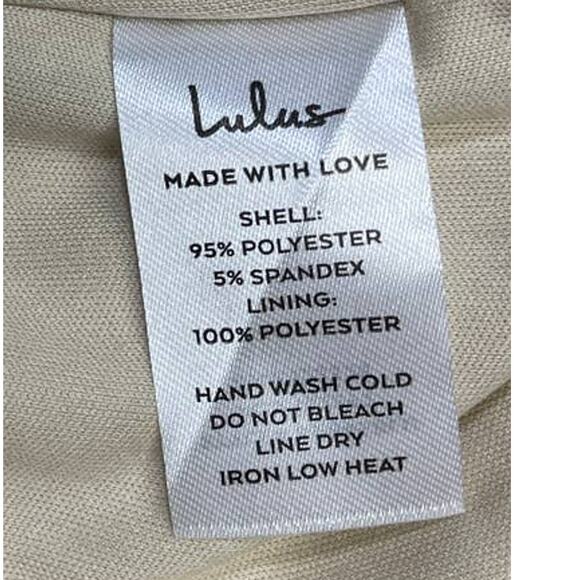 Lulus
MADE WITH LOVE
SHELL:
95% POLYESTER
5% SPANDEX
LINING:
100% POLYESTER
HAND WASH COLD
DO NOT BLEACH
LINE DRY
IRON LOW HEAT